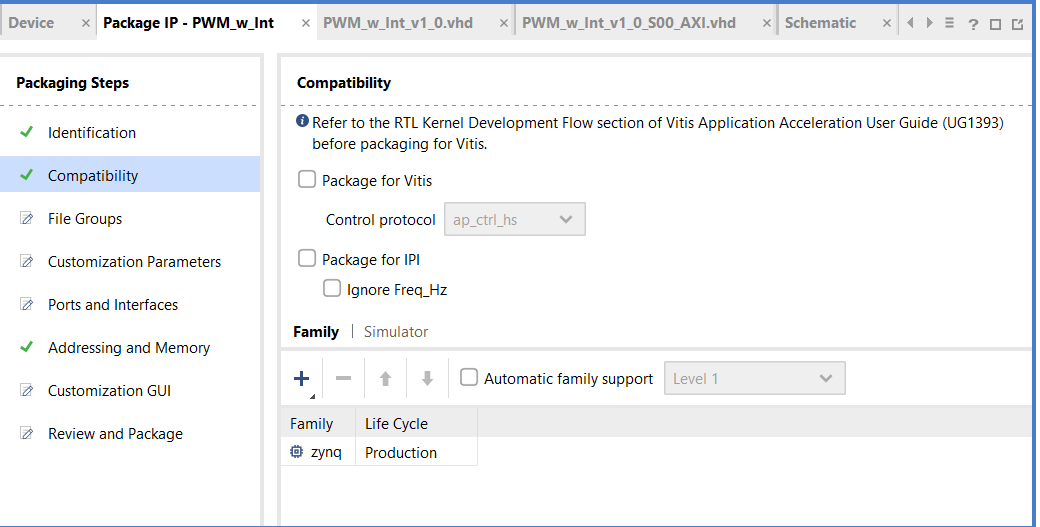 Device × Package IP - PWM_w_Int × PWM_w_Int_v1_0.vhd × PWM_w_Int_v1_0_S00_AXI.vhd × Schematic × ?
Packaging Steps
Identification
Compatibility
File Groups
Customization Parameters
Ports and Interfaces
Addressing and Memory
Customization GUI
Review and Package
Compatibility
Refer to the RTL Kernel Development Flow section of Vitis Application Acceleration User Guide (UG1393)
before packaging for Vitis.
Package for Vitis
Control protocol ap_ctrl_hs
Package for IPI
Ignore Freq_Hz
Family | Simulator
Automatic family support Level 1
Family Life Cycle
zynq Production